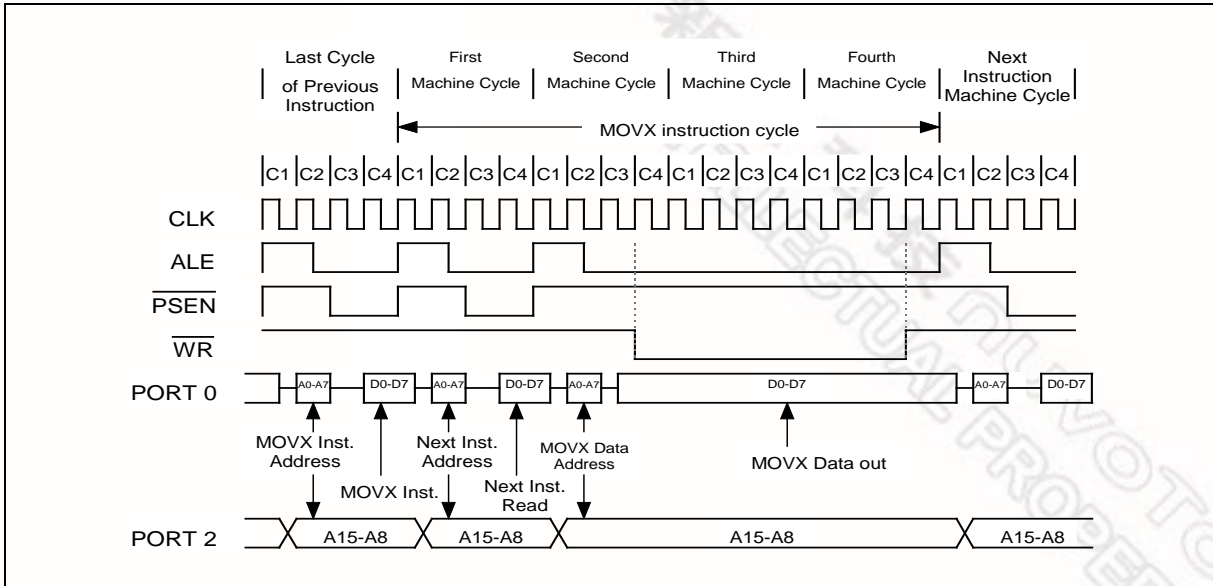 Last Cycle of Previous Instruction
First Machine Cycle
Second Machine Cycle
Third Machine Cycle
Fourth Machine Cycle
Next Instruction Machine Cycle
MOVX instruction cycle
C1 C2 C3 C4 C1 C2 C3 C4 C1 C2 C3 C4 C1 C2 C3 C4 C1 C2 C3 C4 C1 C2 C3 C4
CLK
ALE
PSEN
WR
PORT 0
A0-A7 D0-D7 A0-A7 D0-D7 A0-A7 D0-D7 A0-A7 D0-D7
MOVX Inst. Address
MOVX Inst.
Next Inst. Address
Next Inst. Read
MOVX Data Address
MOVX Data out
PORT 2
A15-A8 A15-A8 A15-A8 A15-A8